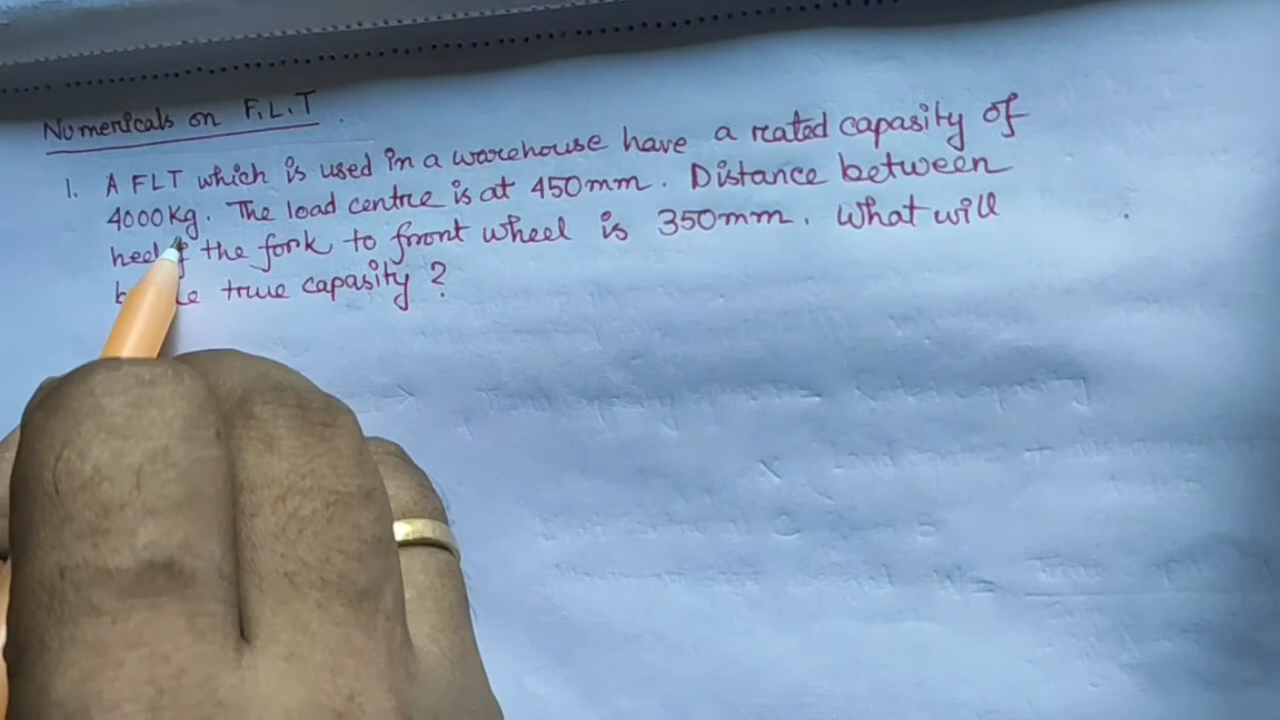 Numericals on F.L.T
1. A FLT which is used in a warehouse have a rated capasity of
4000kg. The load centre is at 450mm. Distance between
the fork to front wheel is 350mm. What will
true capasity ?